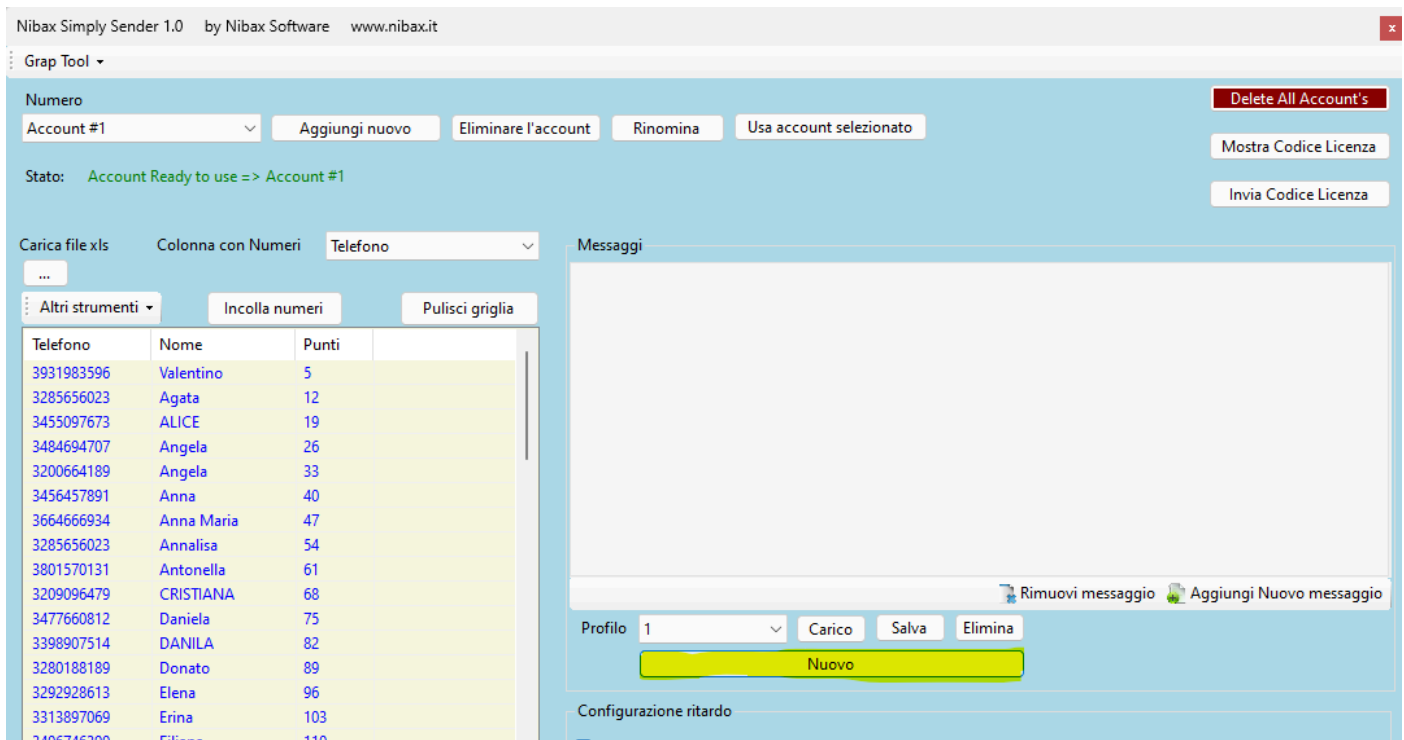 Nibax Simply Sender 1.0 by Nibax Software www.nibax.it
x
Grap Tool
Numero
Delete All Account's
Account #1
Aggiungi nuovo
Eliminare l'account
Rinomina
Usa account selezionato
Mostra Codice Licenza
Stato: Account Ready to use => Account #1
Invia Codice Licenza
Carica file xls
Colonna con Numeri
Telefono
...
Altri strumenti
Incolla numeri
Pulisci griglia
Telefono Nome Punti
3931983596 Valentino 5
3285656023 Agata 12
3455097673 ALICE 19
3484694707 Angela 26
3200664189 Angela 33
3456457891 Anna 40
3664666934 Anna Maria 47
3285656023 Annalisa 54
3801570131 Antonella 61
3209096479 CRISTIANA 68
3477660812 Daniela 75
3398907514 DANILA 82
3280188189 Donato 89
3292928613 Elena 96
3313897069 Erina 103
Messaggi
Rimuovi messaggio
Aggiungi Nuovo messaggio
Profilo 1
Carico
Salva
Elimina
Nuovo
Configurazione ritardo